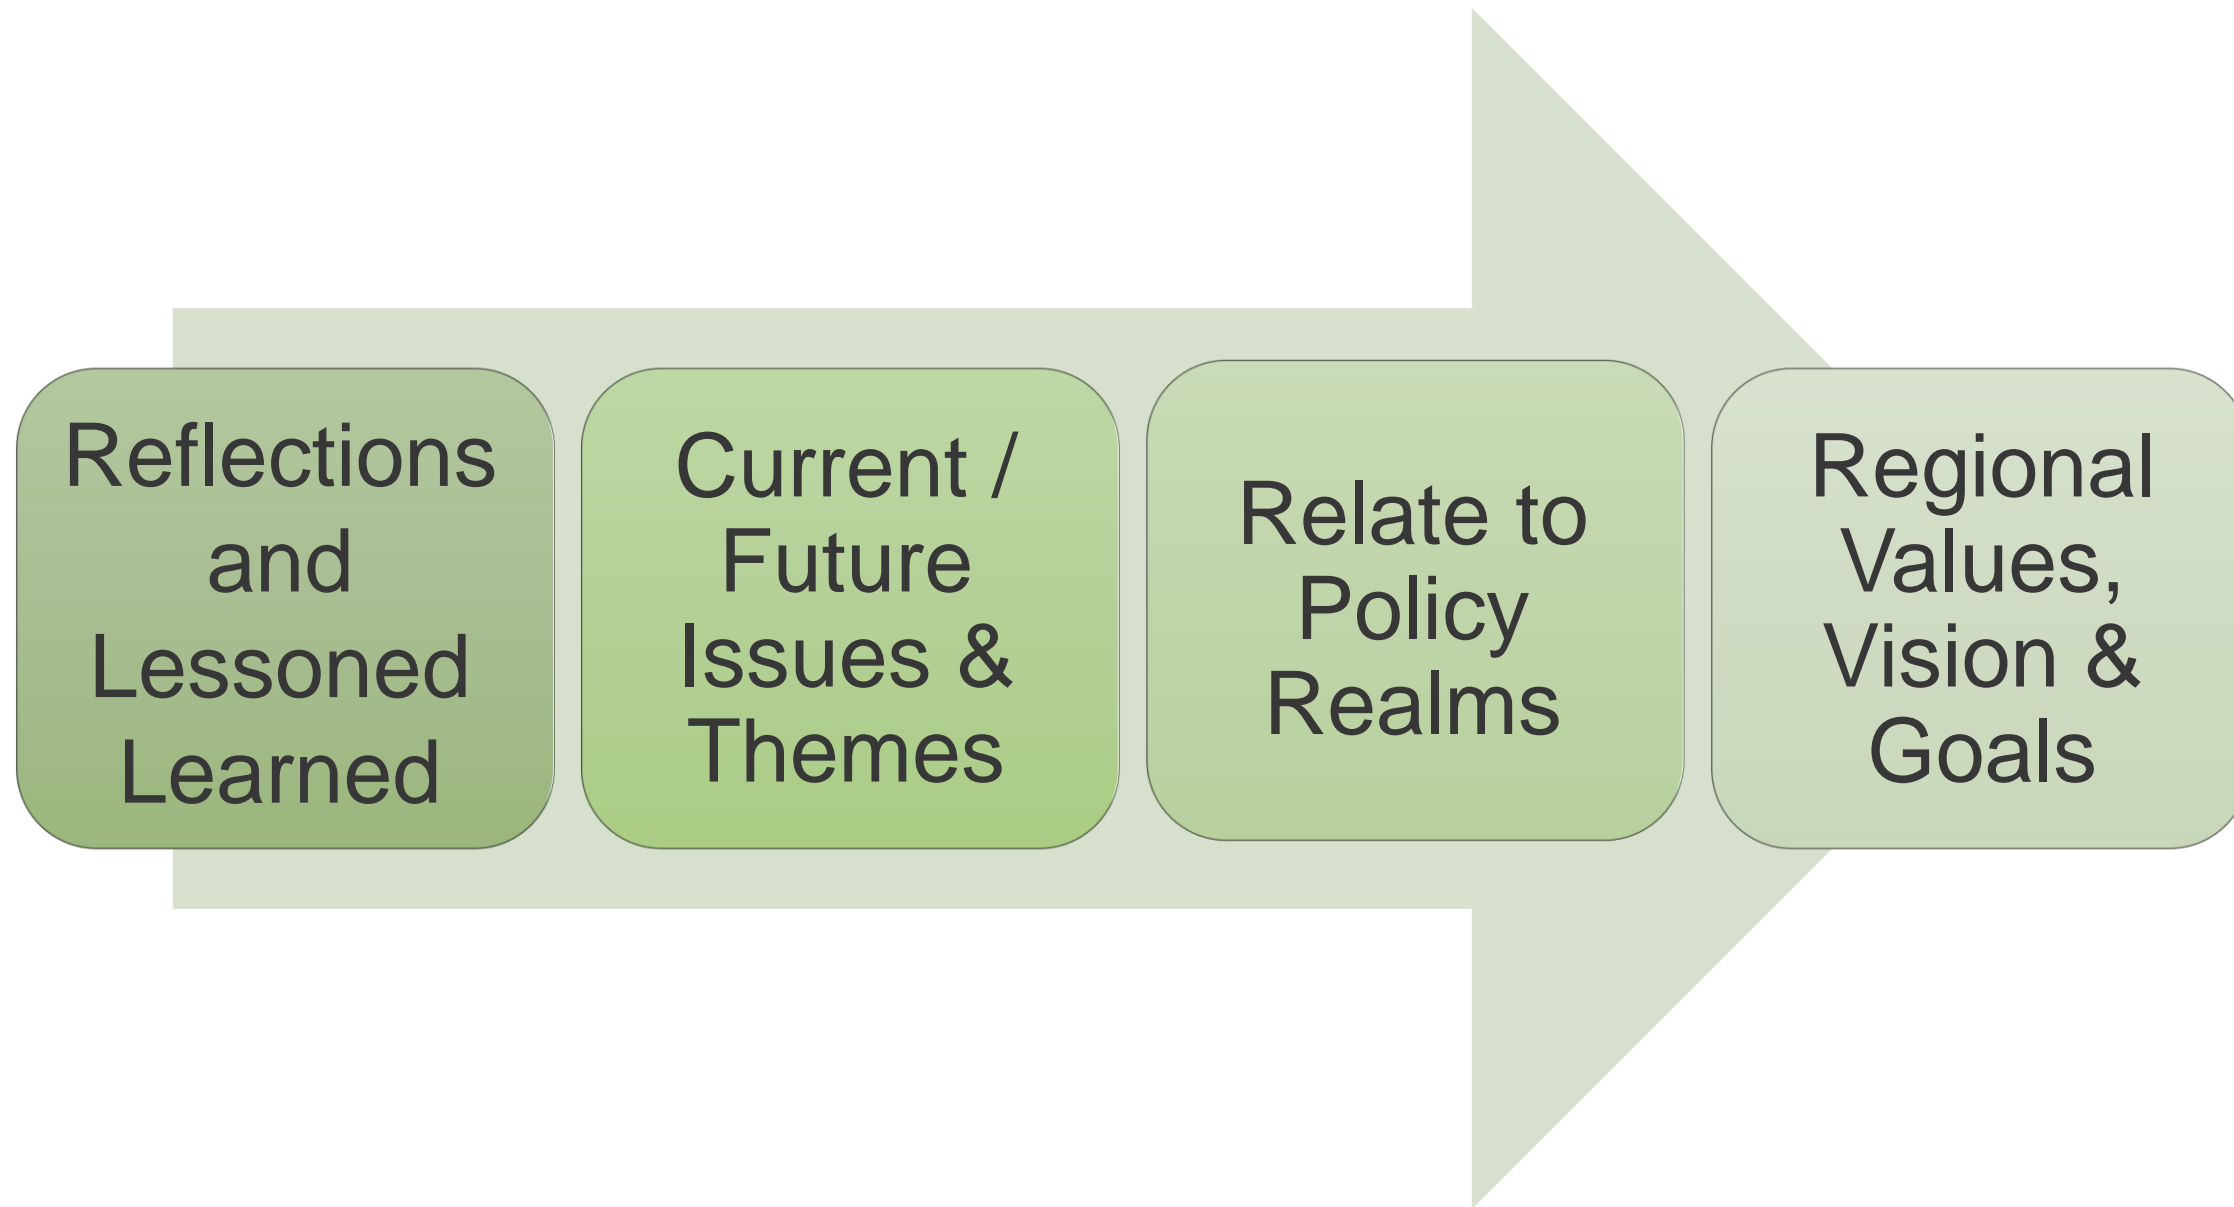 Reflections
and
Lessoned
Learned
Current /
Future
Issues &
Themes
Relate to
Policy
Realms
Regional
Values,
Vision &
Goals